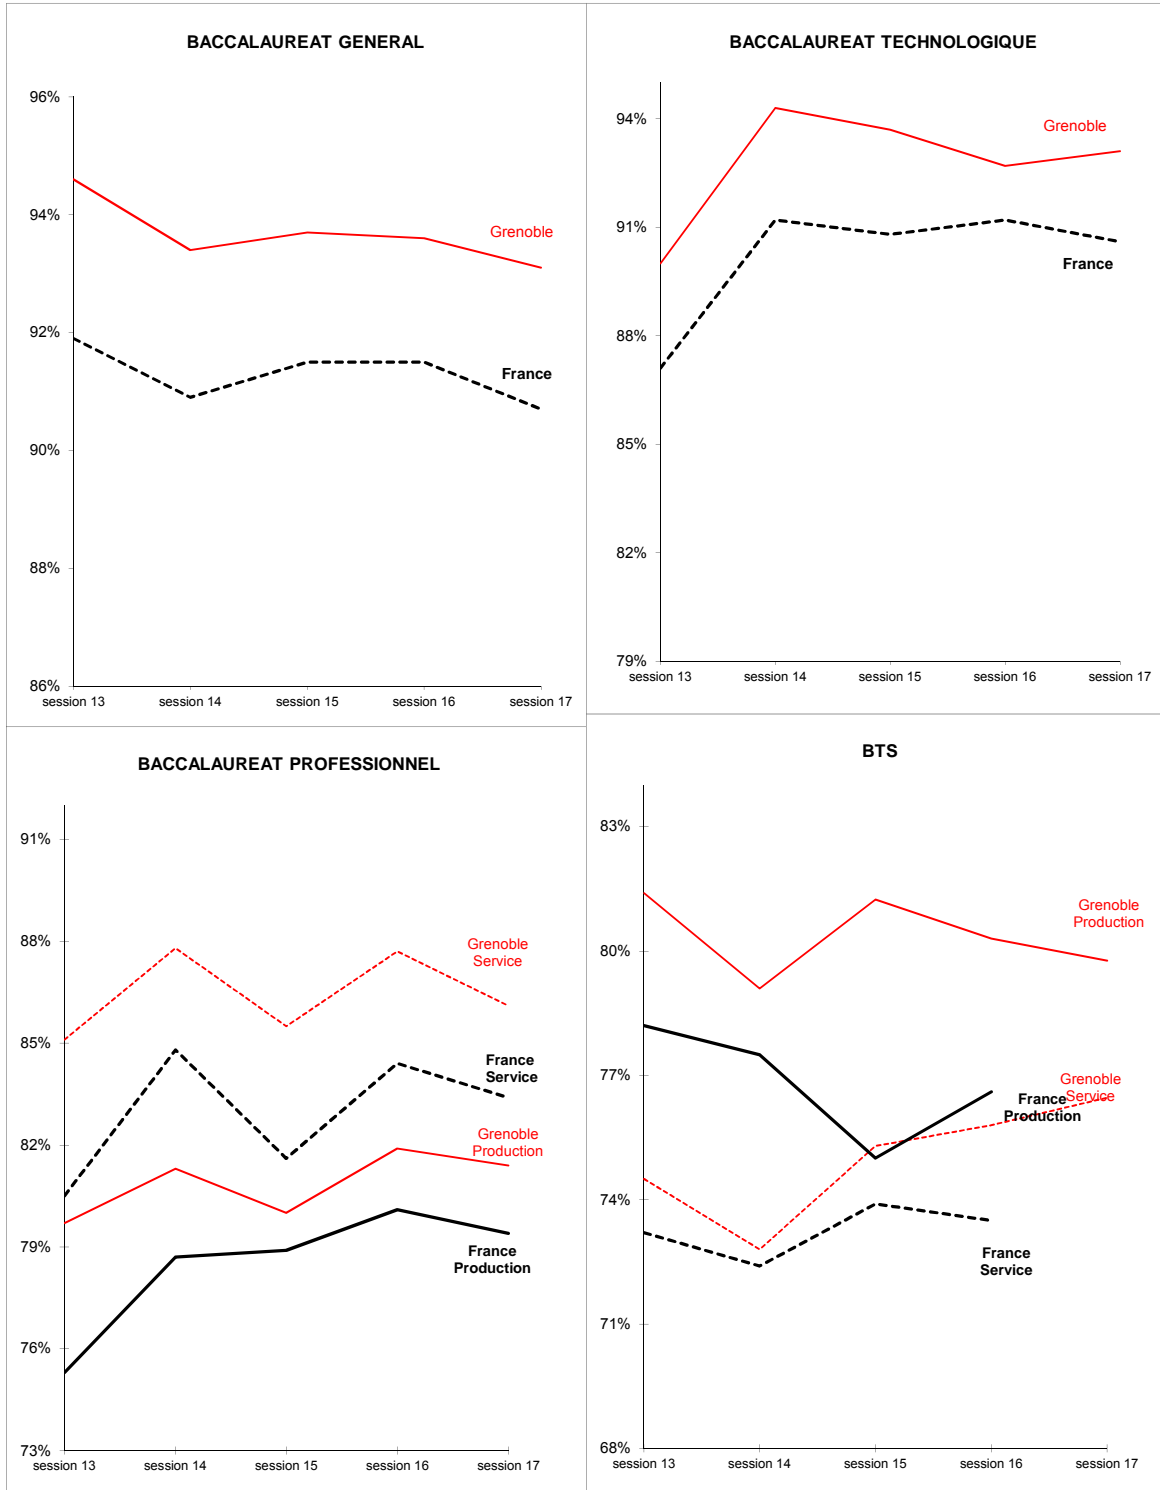 BACCALAUREAT GENERAL
96%
94%
92%
90%
88%
86%
Grenoble
France
session 13
session 14
session 15
session 16
session 17
BACCALAUREAT TECHNOLOGIQUE
94%
91%
88%
85%
82%
79%
Grenoble
France
session 13
session 14
session 15
session 16
session 17
BACCALAUREAT PROFESSIONNEL
91%
88%
85%
82%
79%
76%
73%
Grenoble
Service
France
Service
Grenoble
Production
France
Production
session 13
session 14
session 15
session 16
session 17
BTS
83%
80%
77%
74%
71%
68%
Grenoble
Production
Grenoble
Service
France
Production
France
Service
session 13
session 14
session 15
session 16
session 17